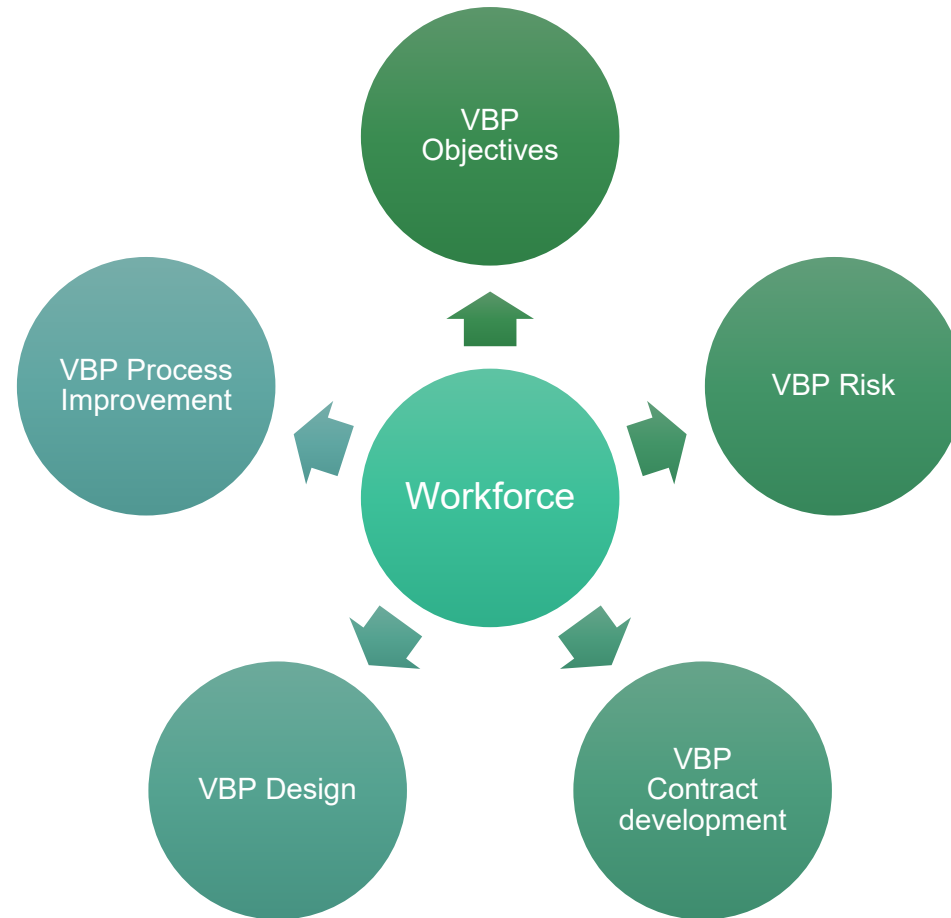 VBP
Objectives
VBP Process
Improvement
VBP Risk
Workforce
VBP Design
VBP
Contract
development